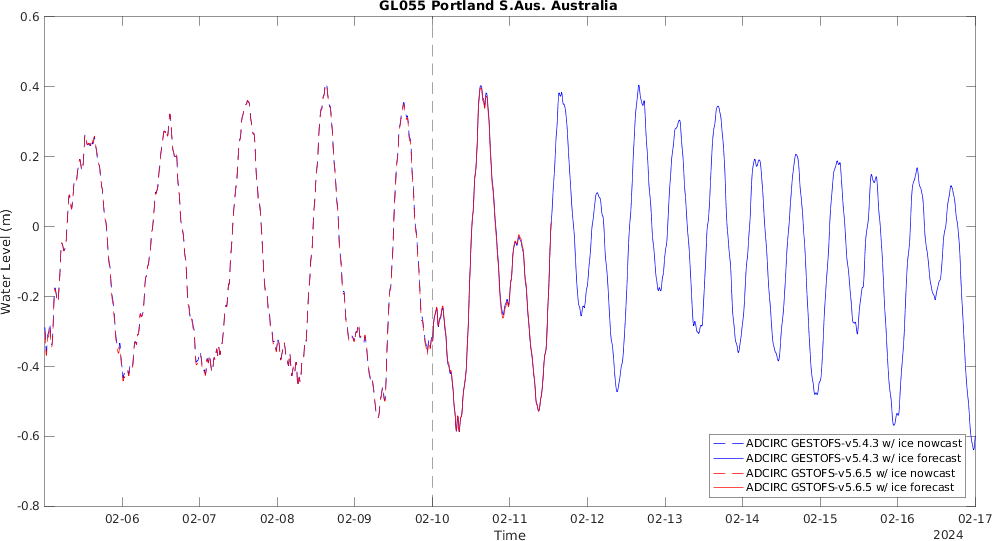 GL055 Portland S.Aus. Australia
0.6
0.4
0.2
0
-0.2
-0.4
-0.6
-0.8
Water Level (m)
ADCIRC GESTOFS-v5.4.3 w/ ice nowcast
ADCIRC GESTOFS-v5.4.3 w/ ice forecast
ADCIRC GSTOFS-v5.6.5 w/ ice nowcast
ADCIRC GSTOFS-v5.6.5 w/ ice forecast
02-06 02-07 02-08 02-09 02-10 02-11 02-12 02-13 02-14 02-15 02-16 02-17
Time
2024